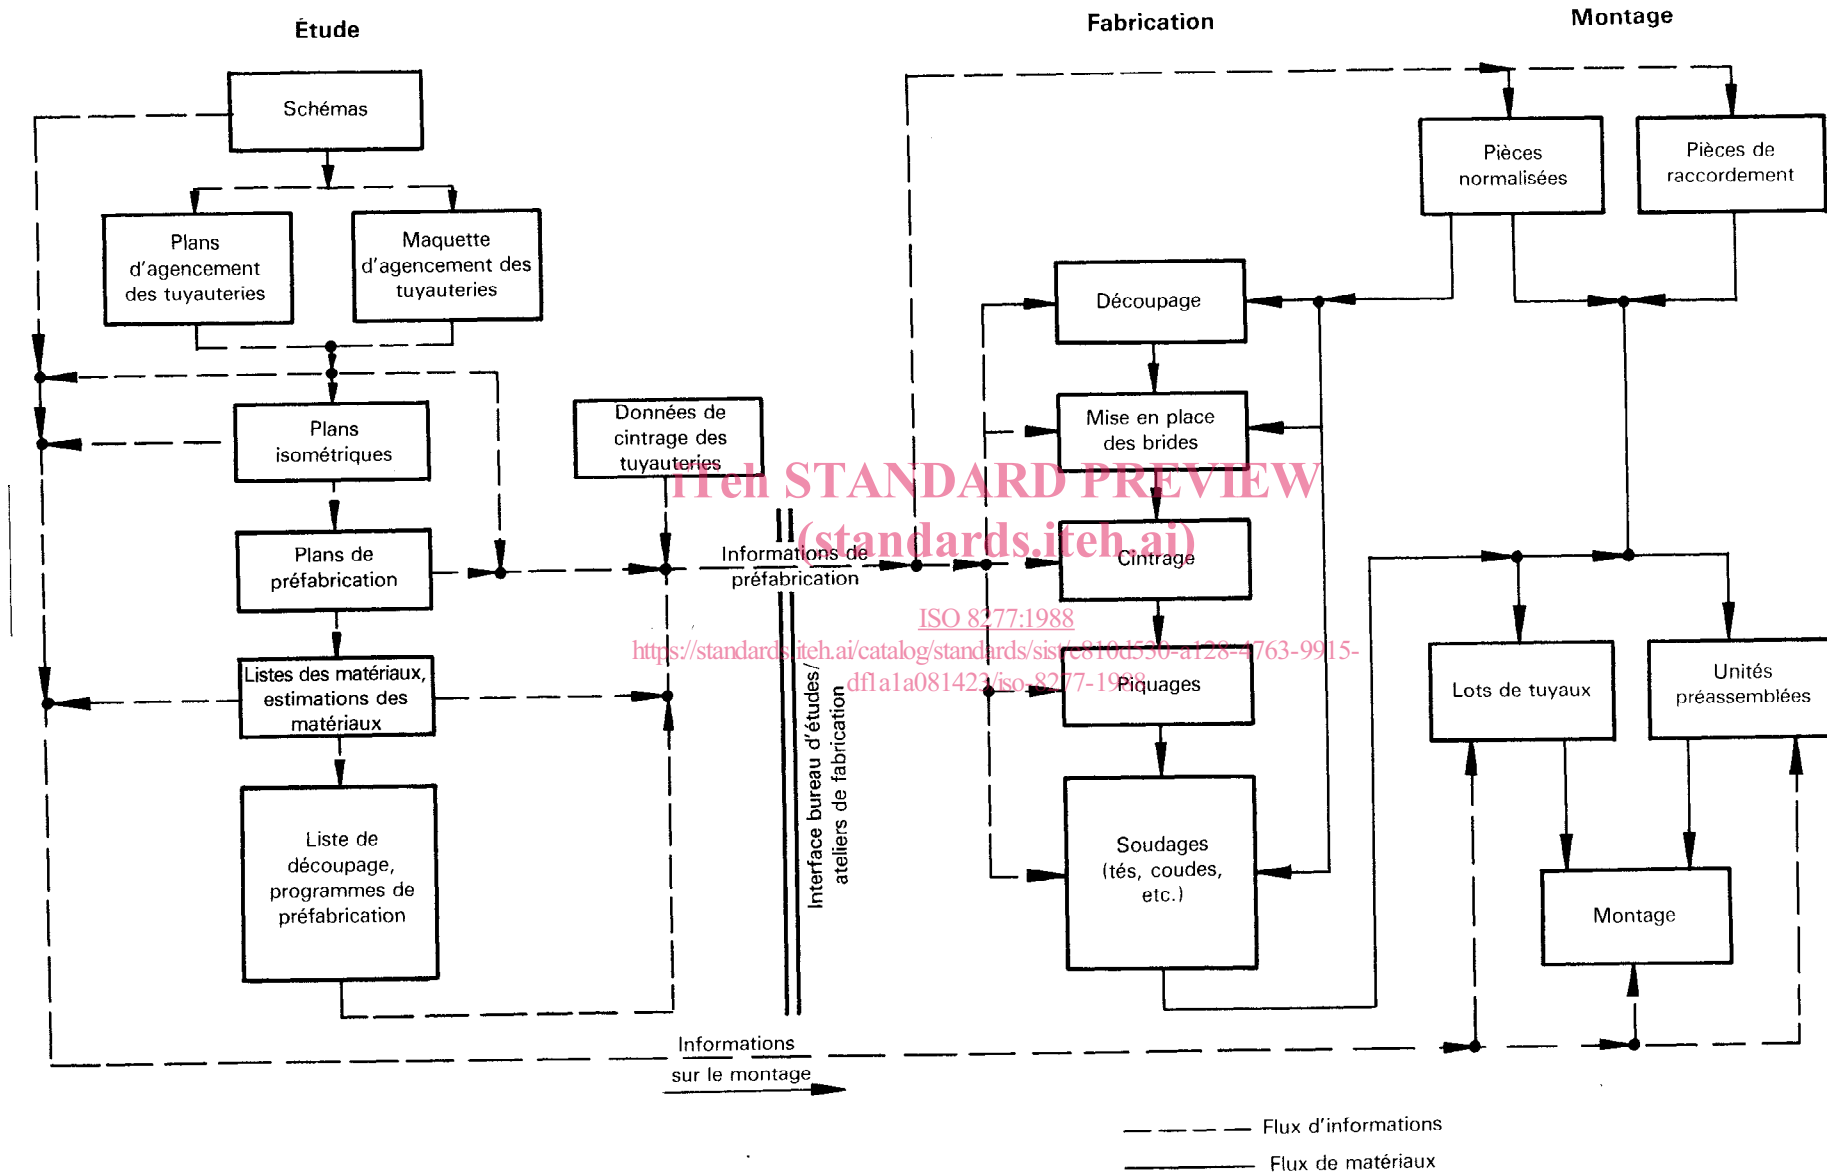 Étude
Fabrication
Montage
Schémas
Plans
d'agencement
des tuyauteries
Maquette
d'agencement des
tuyauteries
Plans
isométriques
Données de
cintrage des
tuyauteries
Plans de
préfabrication
Listes des matériaux,
estimations des
matériaux
Liste de
découpage,
programmes de
préfabrication
Informations de
préfabrication
Interface bureau d'études/
ateliers de fabrication
Pièces
normalisées
Pièces de
raccordement
Découpage
Mise en place
des brides
Cintrage
Piquages
Soudages
(tés, coudes,
etc.)
Lots de tuyaux
Unités
préassemblées
Montage
Informations
sur le montage
Flux d'informations
Flux de matériaux
iTeh STANDARD PREVIEW
(standards.iteh.ai)
ISO 8277:1988
https://standards.iteh.ai/catalog/standards/sist/e810d530-a128-4763-9915-
df1a1a081423/iso-8277-1988